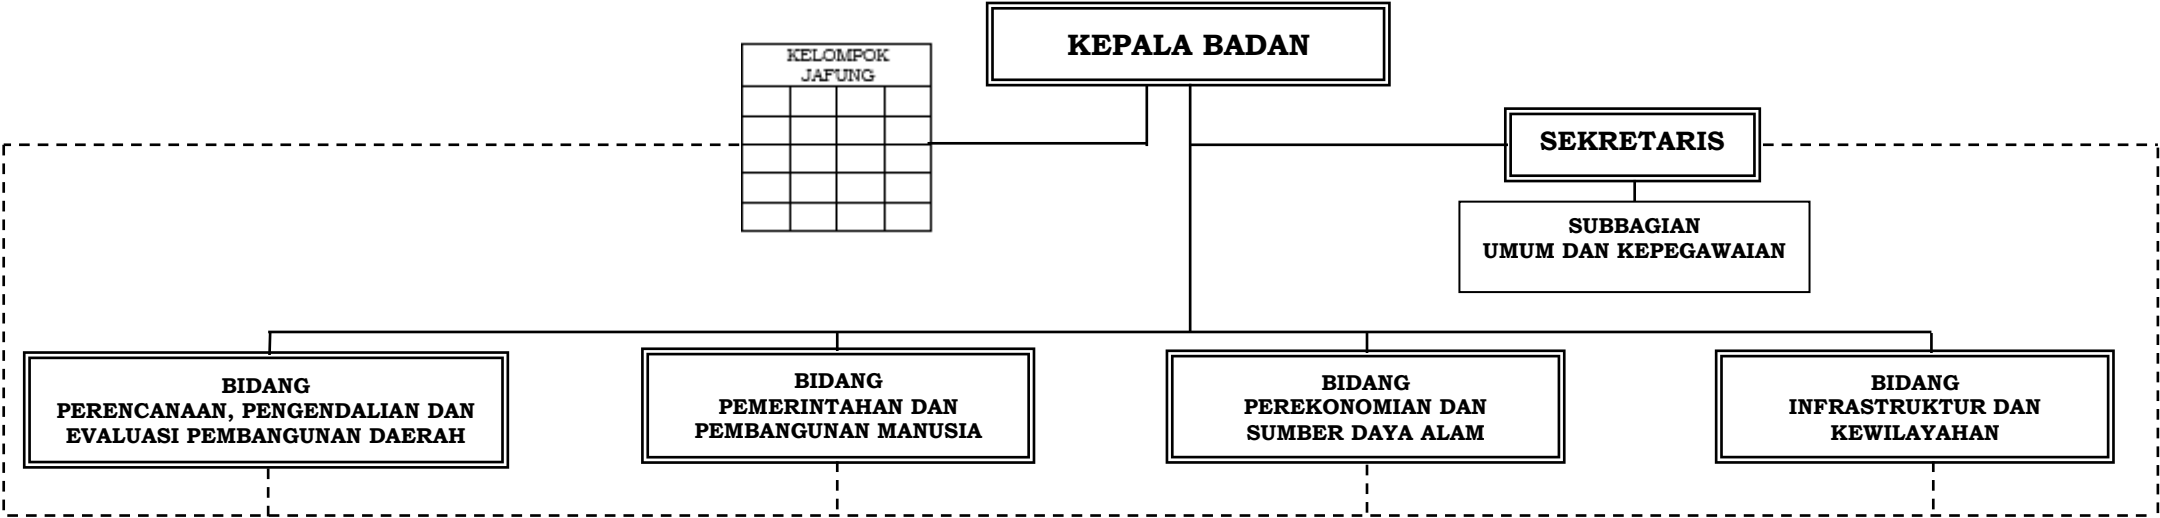 KEPALA BADAN
KELOMPOK
JAFUNG
SEKRETARIS
SUBBAGIAN
UMUM DAN KEPEGAWAIAN
BIDANG
PERENCANAAN, PENGENDALIAN DAN
EVALUASI PEMBANGUNAN DAERAH
BIDANG
PEMERINTAHAN DAN
PEMBANGUNAN MANUSIA
BIDANG
PEREKONOMIAN DAN
SUMBER DAYA ALAM
BIDANG
INFRASTRUKTUR DAN
KEWILAYAHAN